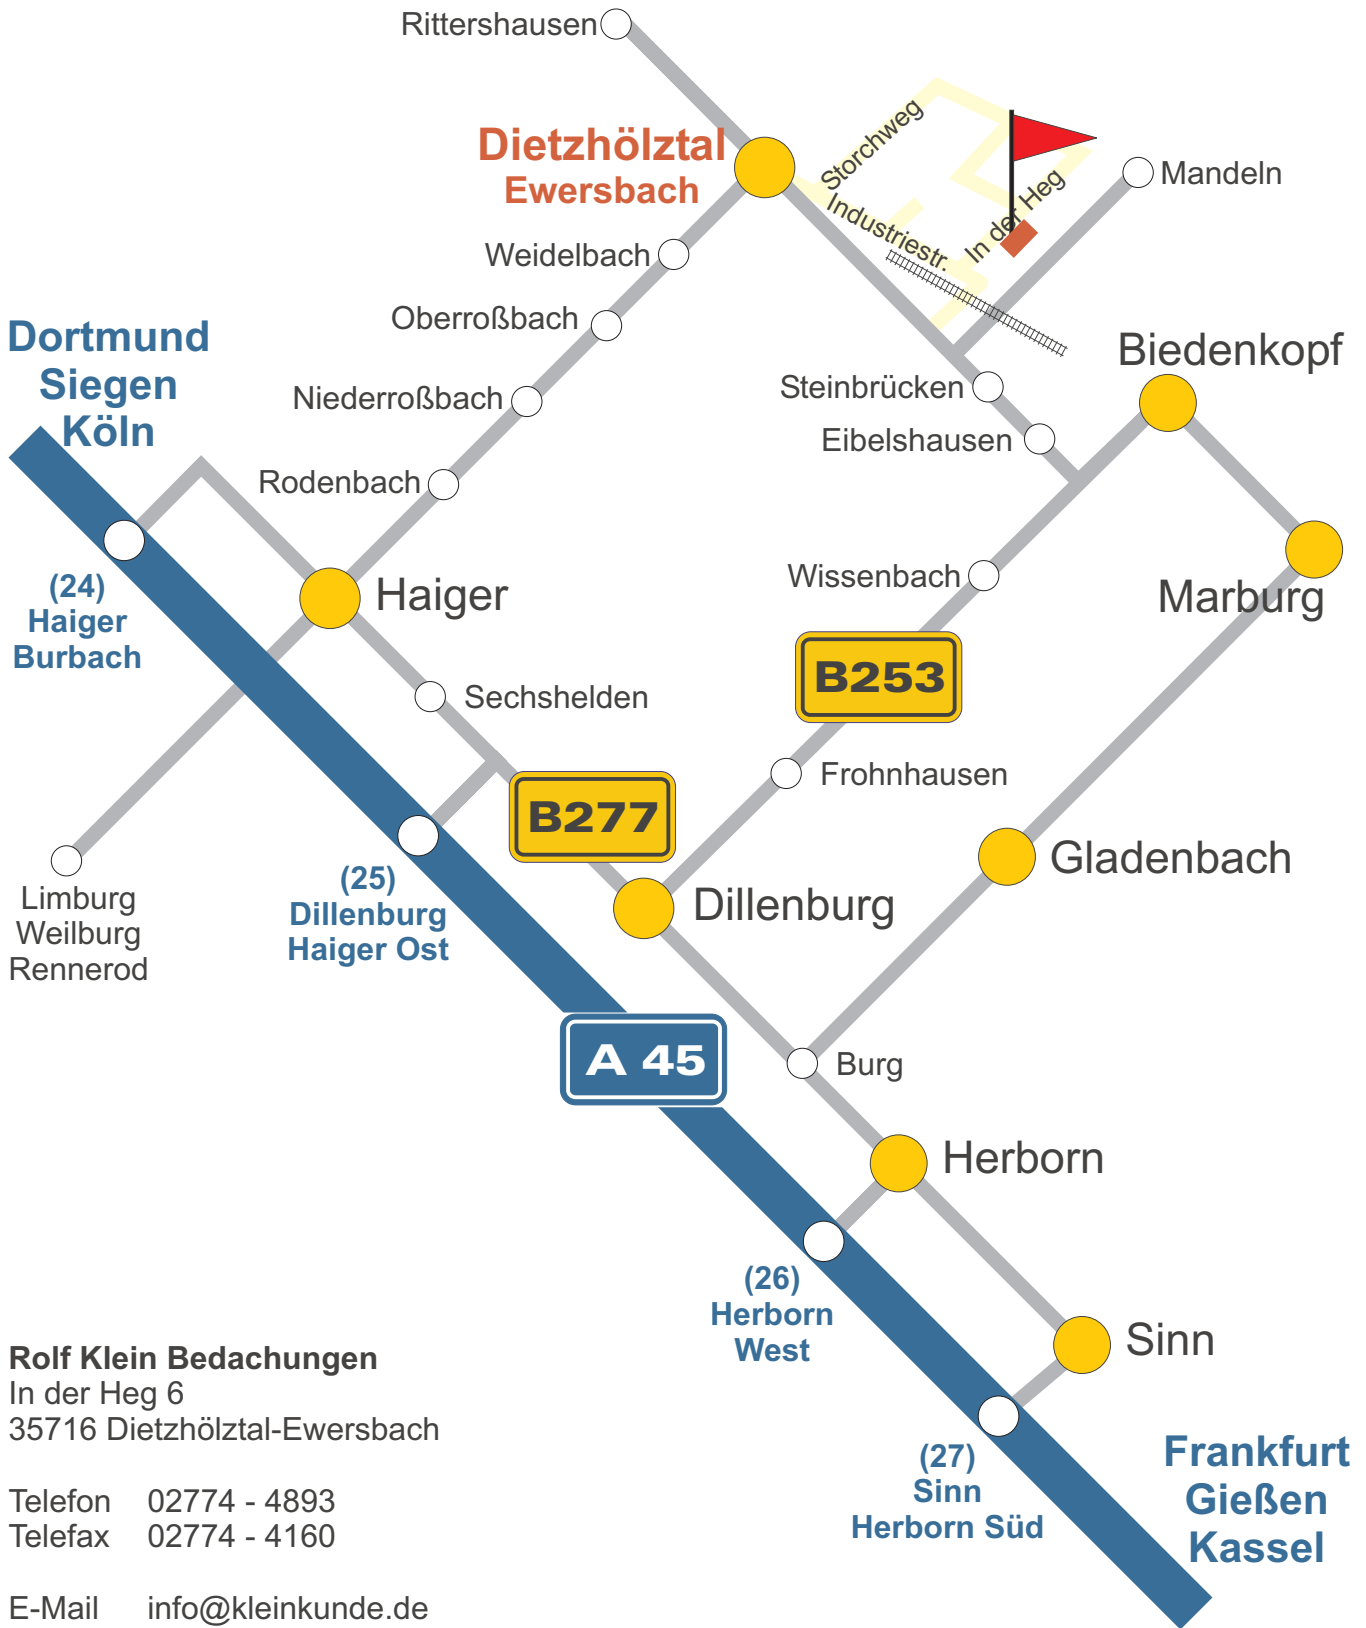 Rittershausen
Dietzhölztal
Ewersbach
Storchweg
Industriestr.
In der Heg
Mandeln
Weidelbach
Oberroßbach
Niederroßbach
Rodenbach
Dortmund
Siegen
Köln
Steinbrücken
Eibelshausen
Biedenkopf
Marburg
Wissenbach
(24)
Haiger
Burbach
Haiger
Sechshelden
B253
B277
Frohnhausen
Gladenbach
Limburg
Weilburg
Rennerod
(25)
Dillenburg
Haiger Ost
Dillenburg
A 45
Burg
Herborn
(26)
Herborn
West
Sinn
(27)
Sinn
Herborn Süd
Frankfurt
Gießen
Kassel
Rolf Klein Bedachungen
In der Heg 6
35716 Dietzhölztal-Ewersbach
Telefon 02774 - 4893
Telefax 02774 - 4160
E-Mail info@kleinkunde.de